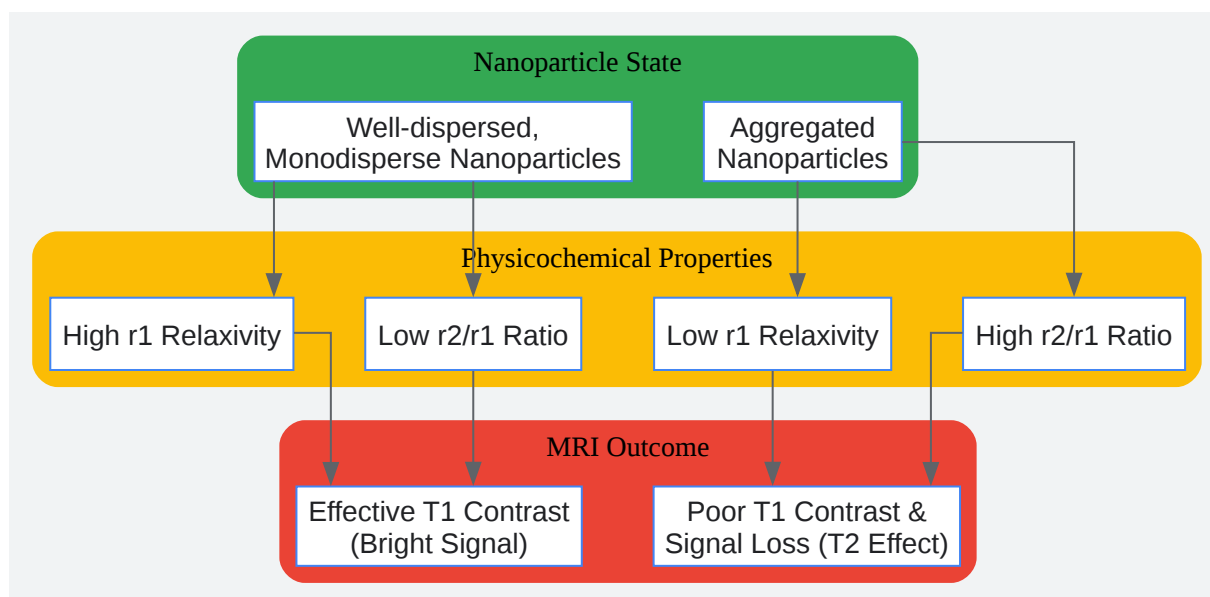 Nanoparticle State
Well-dispersed,
Monodisperse Nanoparticles
Aggregated
Nanoparticles
Physicochemical Properties
High r1 Relaxivity
Low r2/r1 Ratio
Low r1 Relaxivity
High r2/r1 Ratio
MRI Outcome
Effective T1 Contrast
(Bright Signal)
Poor T1 Contrast &
Signal Loss (T2 Effect)